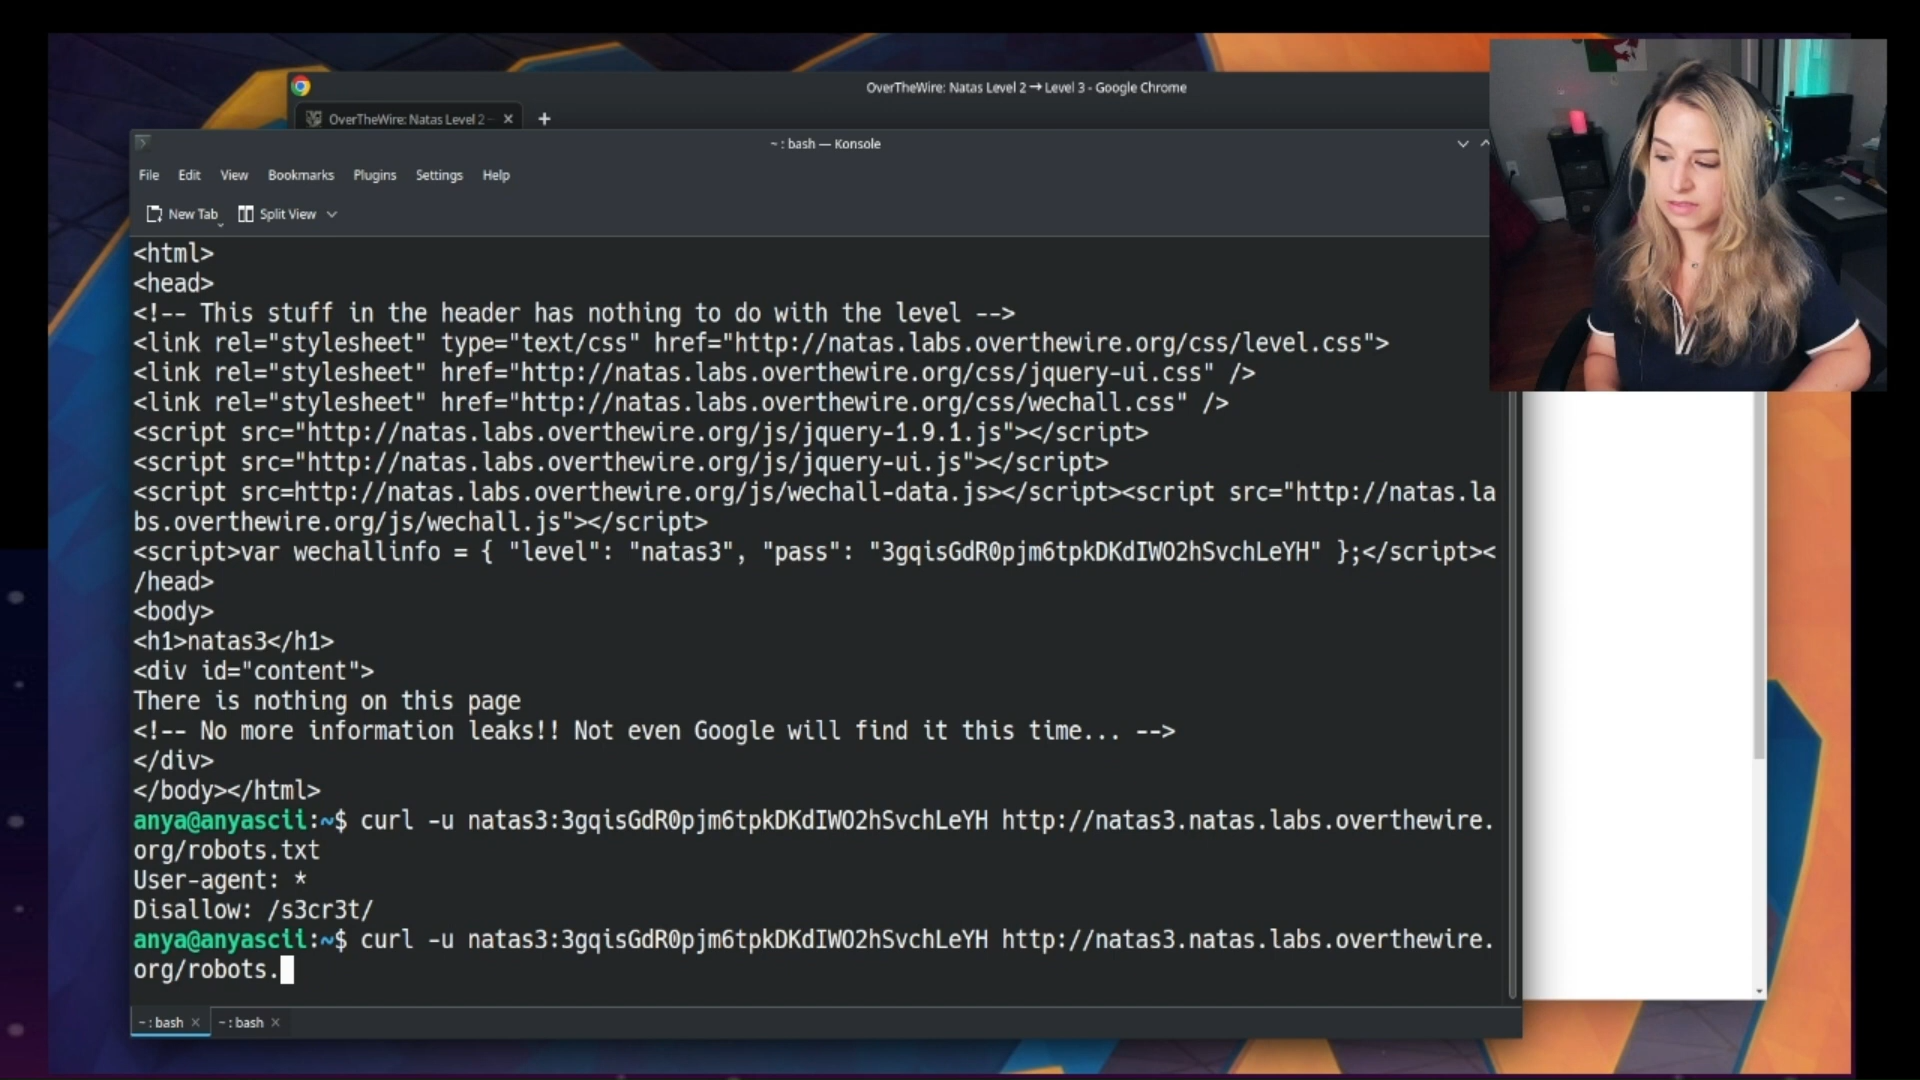 OverTheWire: Natas Level 2 → Level 3 - Google Chrome
OverTheWire: Natas Level 2 -
~ : bash — Konsole
File Edit View Bookmarks Plugins Settings Help
New Tab Split View
<html>
<head>
<!-- This stuff in the header has nothing to do with the level -->
<link rel="stylesheet" type="text/css" href="http://natas.labs.overthewire.org/css/level.css">
<link rel="stylesheet" href="http://natas.labs.overthewire.org/css/jquery-ui.css" />
<link rel="stylesheet" href="http://natas.labs.overthewire.org/css/wechall.css" />
<script src="http://natas.labs.overthewire.org/js/jquery-1.9.1.js"></script>
<script src="http://natas.labs.overthewire.org/js/jquery-ui.js"></script>
<script src=http://natas.labs.overthewire.org/js/wechall-data.js></script><script src="http://natas.la
bs.overthewire.org/js/wechall.js"></script>
<script>var wechallinfo = { "level": "natas3", "pass": "3gqisGdR0pjm6tpkDKdIWO2hSvchLeYH" };</script><
/head>
<body>
<h1>natas3</h1>
<div id="content">
There is nothing on this page
<!-- No more information leaks!! Not even Google will find it this time... -->
</div>
</body></html>
anya@anyascii:~$ curl -u natas3:3gqisGdR0pjm6tpkDKdIWO2hSvchLeYH http://natas3.natas.labs.overthewire.
org/robots.txt
User-agent: *
Disallow: /s3cr3t/
anya@anyascii:~$ curl -u natas3:3gqisGdR0pjm6tpkDKdIWO2hSvchLeYH http://natas3.natas.labs.overthewire.
org/robots.
~ : bash ~ : bash